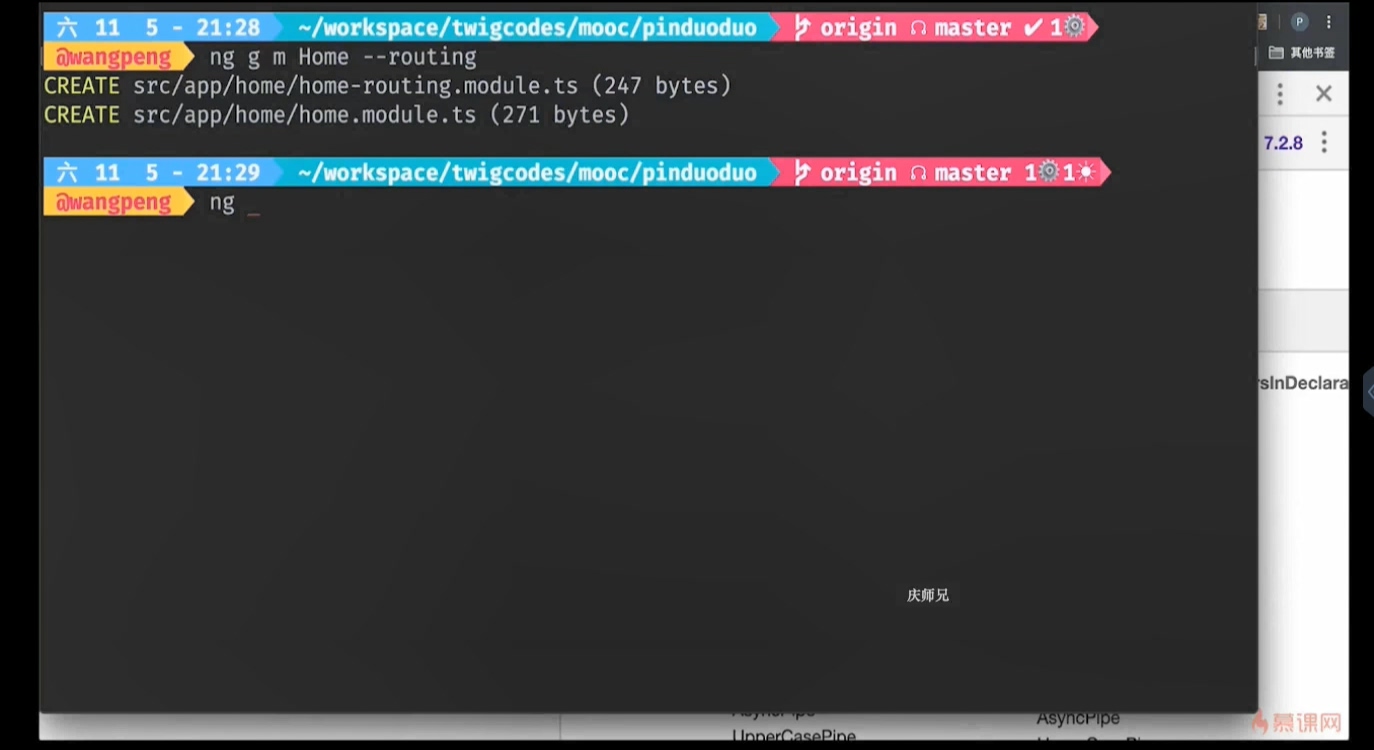 六 11 5 - 21:28 ~/workspace/twigcodes/mooc/pinduoduo origin master ✔ 1⚙
@wangpeng ng g m Home --routing
CREATE src/app/home/home-routing.module.ts (247 bytes)
CREATE src/app/home/home.module.ts (271 bytes)
六 11 5 - 21:29 ~/workspace/twigcodes/mooc/pinduoduo origin master 1⚙1☀
@wangpeng ng _
P
其他书签
7.2.8
rsInDeclara
庆师兄
AsyncPipe
AsyncPipe
UpperCasePipe
慕课网